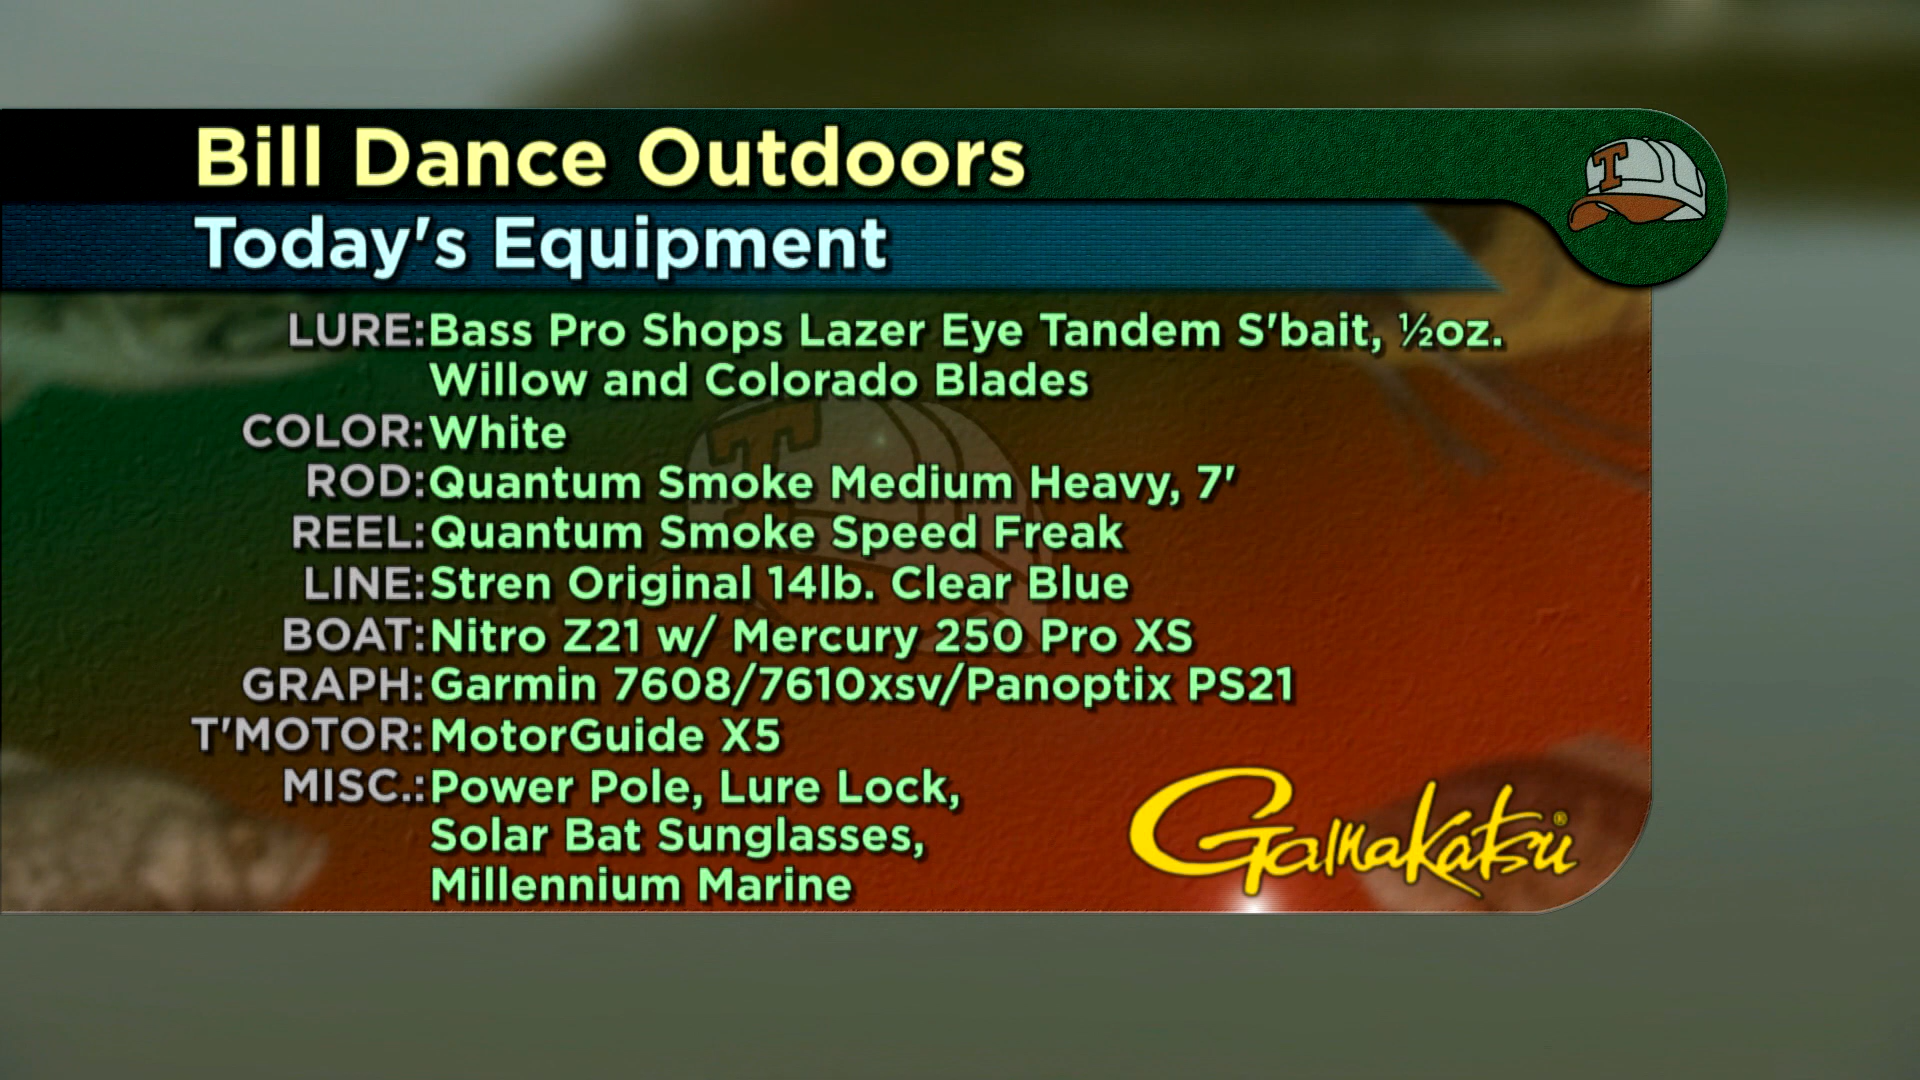 Bill Dance Outdoors
T
Today's Equipment
LURE: Bass Pro Shops Lazer Eye Tandem S'bait, ½oz.
Willow and Colorado Blades
COLOR: White
ROD: Quantum Smoke Medium Heavy, 7'
REEL: Quantum Smoke Speed Freak
LINE: Stren Original 14lb. Clear Blue
BOAT: Nitro Z21 w/ Mercury 250 Pro XS
GRAPH: Garmin 7608/7610xsv/Panoptix PS21
T'MOTOR: MotorGuide X5
MISC.: Power Pole, Lure Lock,
Solar Bat Sunglasses,
Millennium Marine
Gamakatsu®